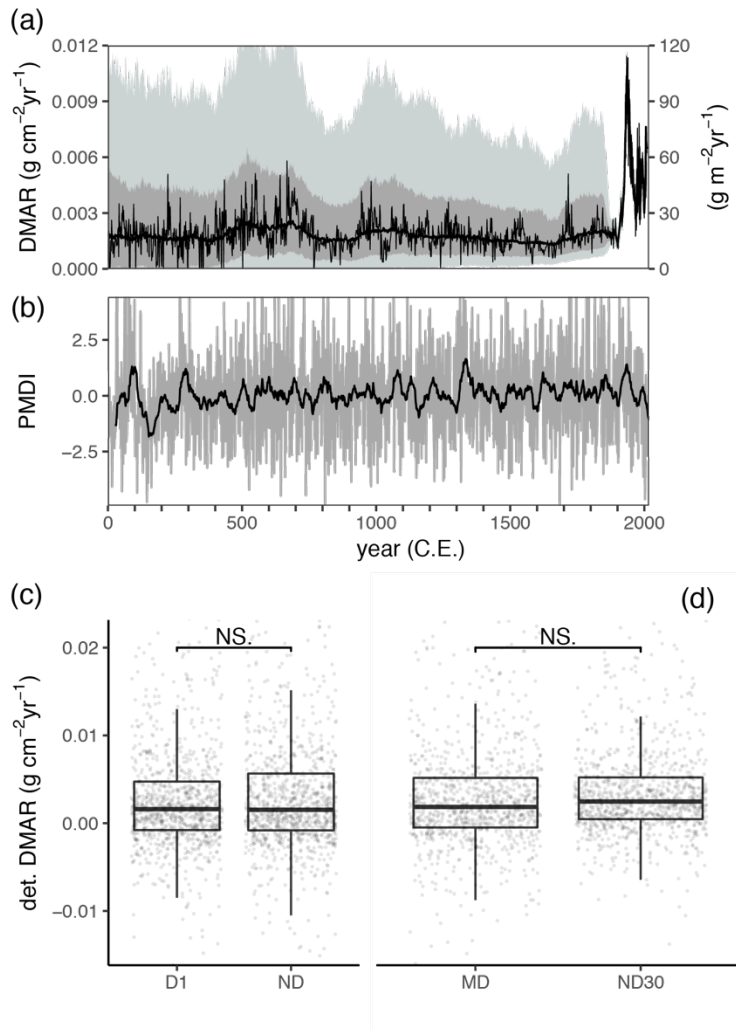 (a)
DMAR (g cm⁻²yr⁻¹)
0.012
0.009
0.006
0.003
0.000
120
90
60
30
0
(g m⁻²yr⁻¹)
(b)
PMDI
2.5
0.0
−2.5
0 500 1000 1500 2000
year (C.E.)
(c)
(d)
det. DMAR (g cm⁻²yr⁻¹)
0.02
0.01
0.00
−0.01
NS. NS.
D1 ND MD ND30